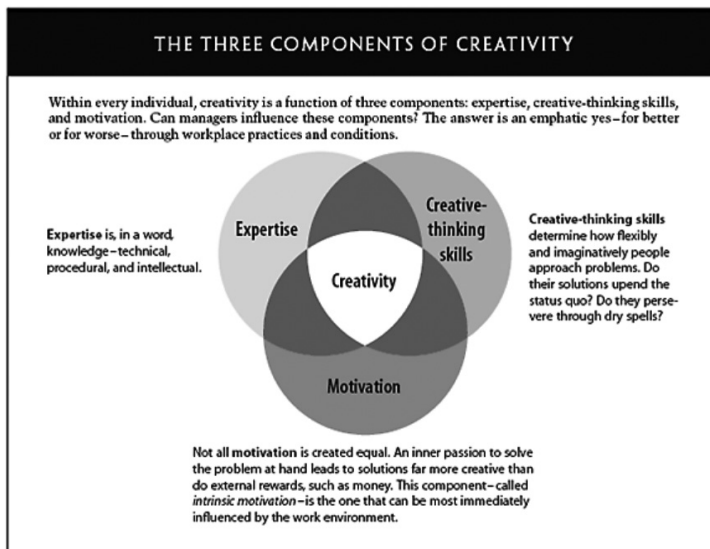 THE THREE COMPONENTS OF CREATIVITY
Within every individual, creativity is a function of three components: expertise, creative-thinking skills,
and motivation. Can managers influence these components? The answer is an emphatic yes–for better
or for worse–through workplace practices and conditions.
Expertise is, in a word,
knowledge–technical,
procedural, and intellectual.
Expertise
Creative-
thinking
skills
Creativity
Motivation
Creative-thinking skills
determine how flexibly
and imaginatively people
approach problems. Do
their solutions upend the
status quo? Do they perse-
vere through dry spells?
Not all motivation is created equal. An inner passion to solve
the problem at hand leads to solutions far more creative than
do external rewards, such as money. This component–called
intrinsic motivation–is the one that can be most immediately
influenced by the work environment.